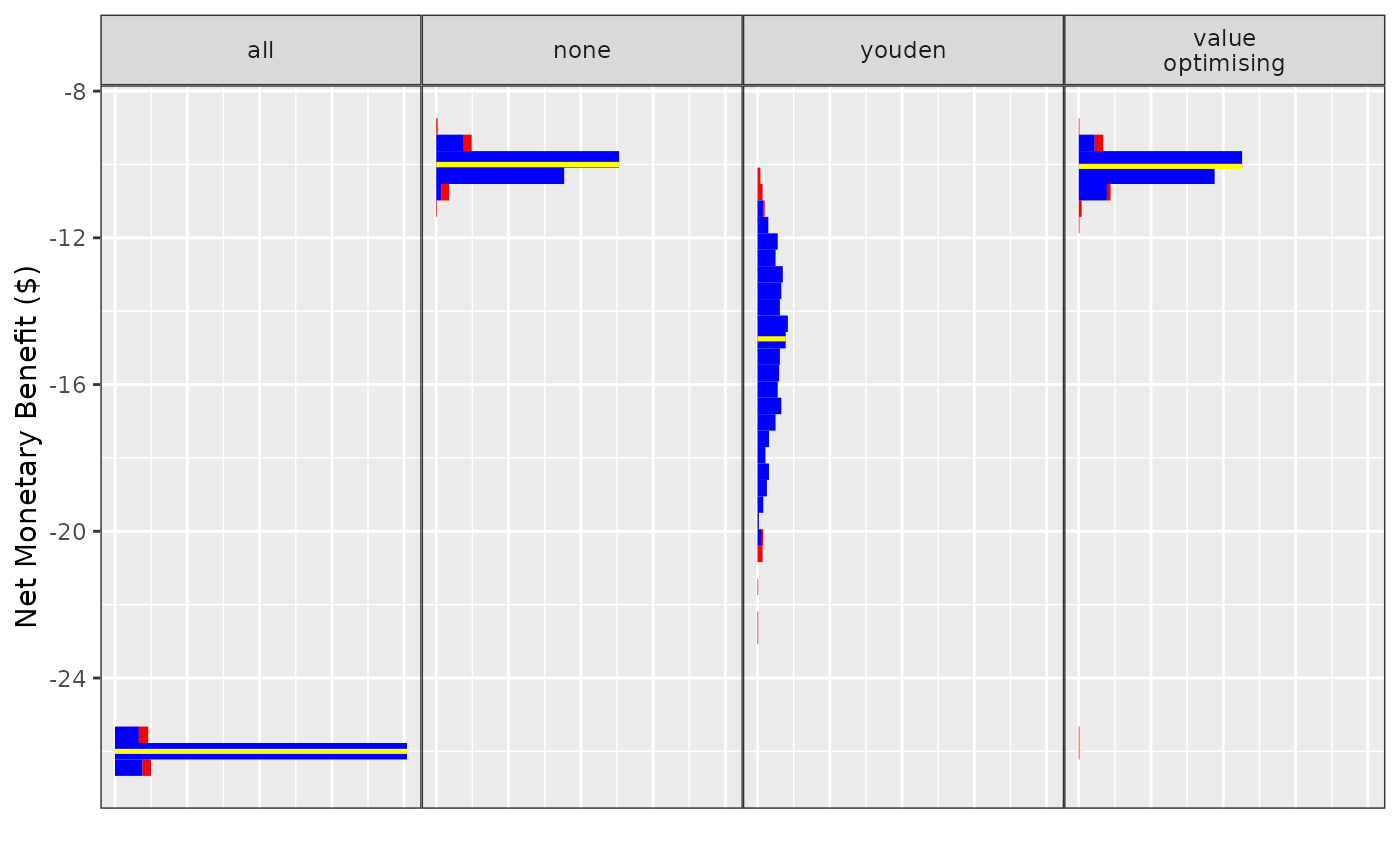 all
none
youden
value
optimising
Net Monetary Benefit ($)
-8
-12
-16
-20
-24